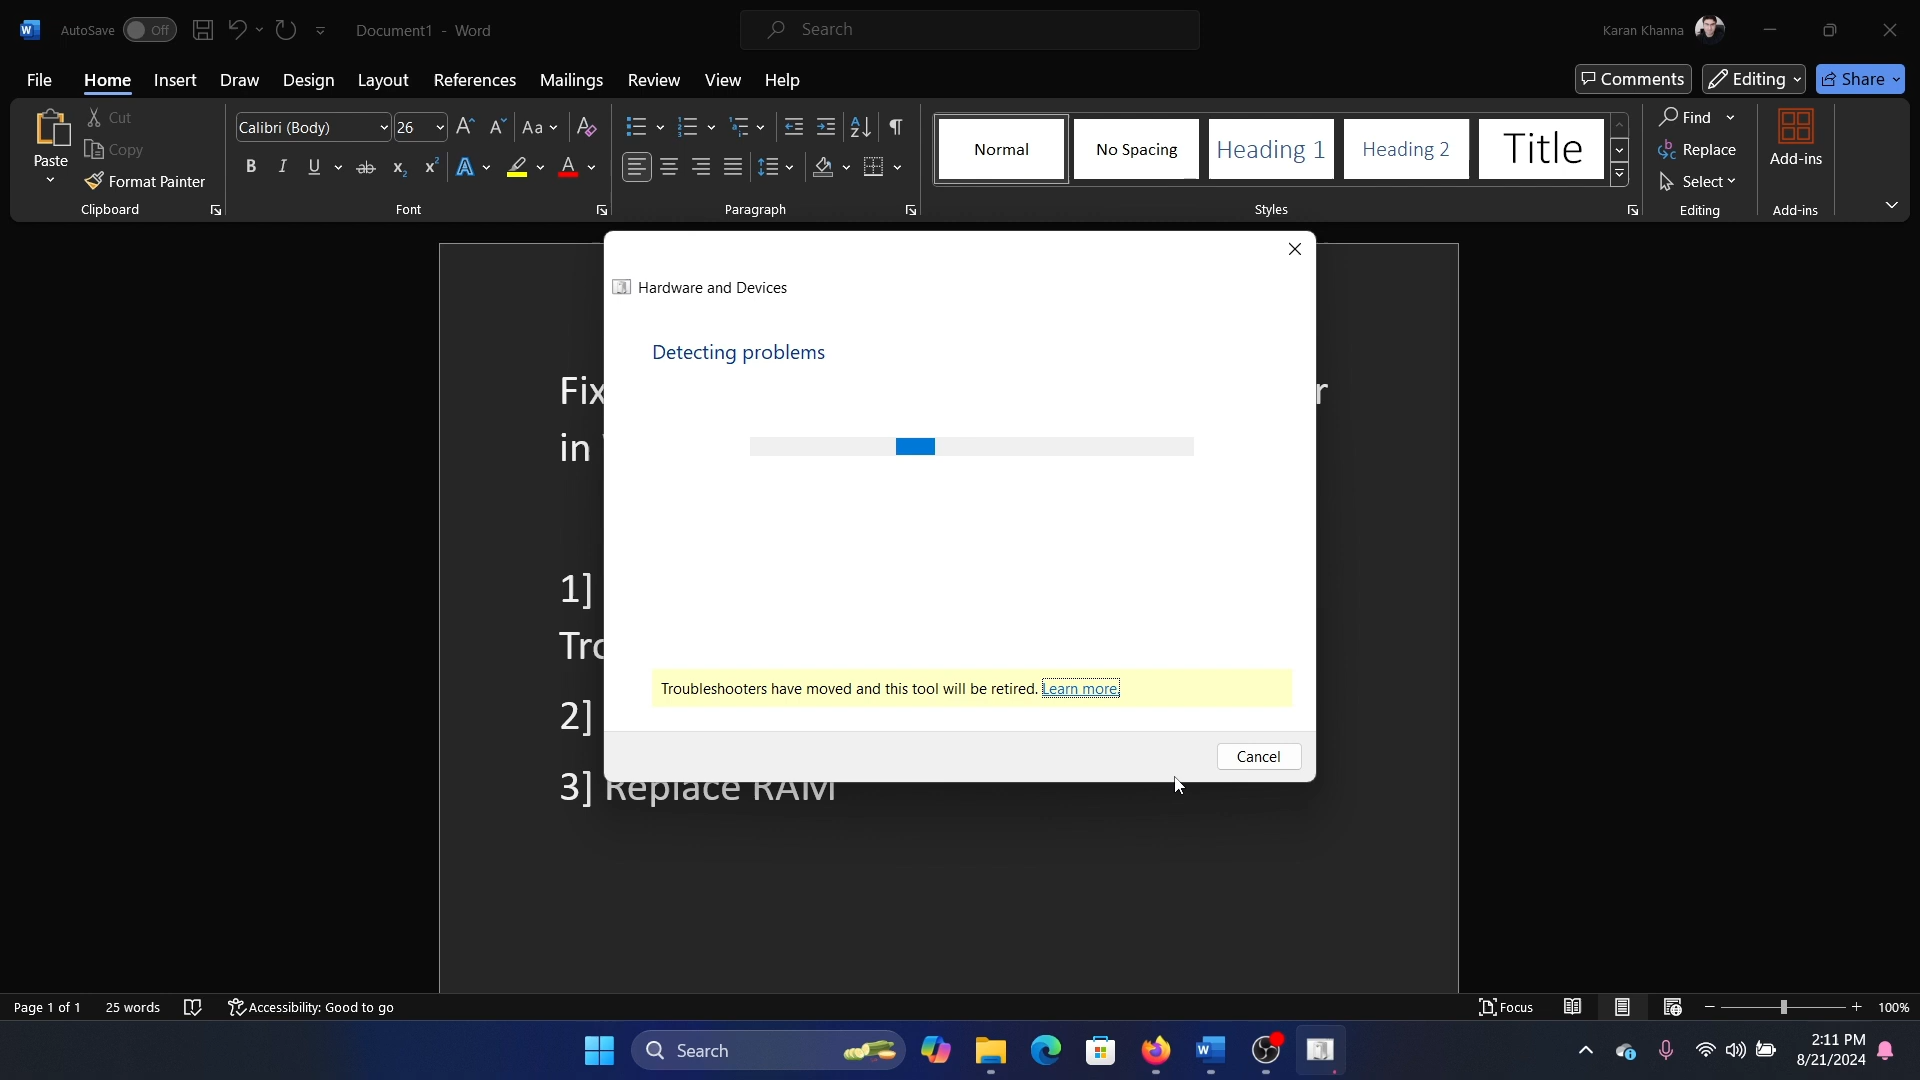 AutoSave Off Document1 - Word Search Karan Khanna
File Home Insert Draw Design Layout References Mailings Review View Help Comments Editing Share
Paste Cut Copy Format Painter Clipboard
Calibri (Body) 26 Aa
B I U ab x₂ x² A A
Font
Paragraph
Normal No Spacing Heading 1 Heading 2 Title
Styles
Find
Replace
Select
Editing
Add-ins
Add-ins
Hardware and Devices
Detecting problems
Fix r
in
1]
Tro
2]
Troubleshooters have moved and this tool will be retired. Learn more.
Cancel
3] Replace RAM
Page 1 of 1 25 words Accessibility: Good to go Focus 100%
Search 2:11 PM
8/21/2024